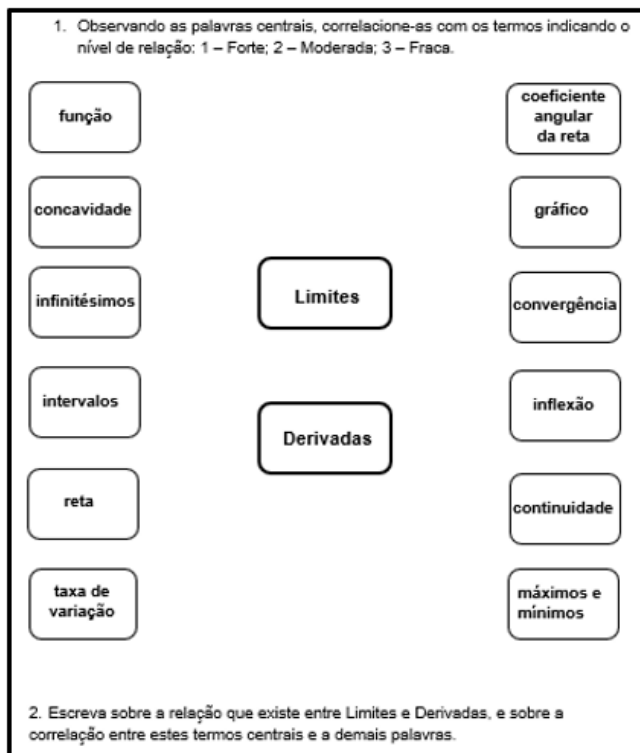 1. Observando as palavras centrais, correlacione-as com os termos indicando o
nível de relação: 1 – Forte; 2 – Moderada; 3 – Fraca.
função
concavidade
infinitésimos
intervalos
reta
taxa de
variação
Limites
Derivadas
coeficiente
angular
da reta
gráfico
convergência
inflexão
continuidade
máximos e
mínimos
2. Escreva sobre a relação que existe entre Limites e Derivadas, e sobre a
correlação entre estes termos centrais e a demais palavras.